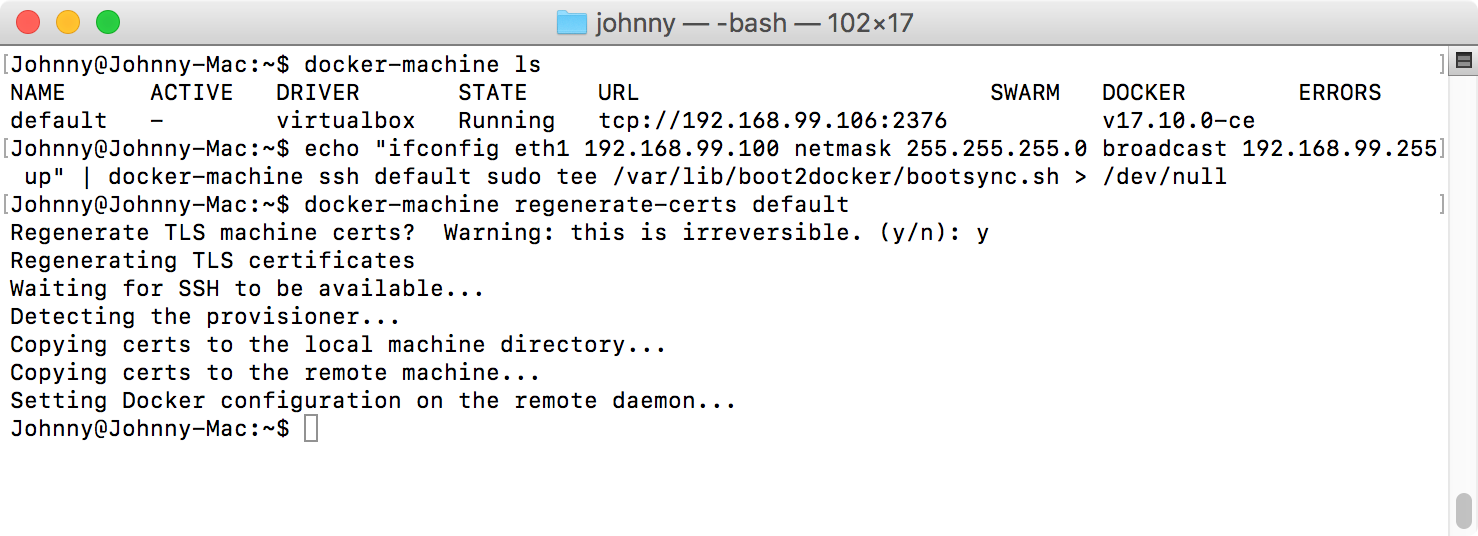 johnny — -bash — 102×17
[Johnny@Johnny-Mac:~$ docker-machine ls ]
NAME      ACTIVE   DRIVER       STATE     URL                         SWARM   DOCKER        ERRORS
default   -        virtualbox   Running   tcp://192.168.99.106:2376           v17.10.0-ce
[Johnny@Johnny-Mac:~$ echo "ifconfig eth1 192.168.99.100 netmask 255.255.255.0 broadcast 192.168.99.255]
 up" | docker-machine ssh default sudo tee /var/lib/boot2docker/bootsync.sh > /dev/null
[Johnny@Johnny-Mac:~$ docker-machine regenerate-certs default ]
Regenerate TLS machine certs?  Warning: this is irreversible. (y/n): y
Regenerating TLS certificates
Waiting for SSH to be available...
Detecting the provisioner...
Copying certs to the local machine directory...
Copying certs to the remote machine...
Setting Docker configuration on the remote daemon...
Johnny@Johnny-Mac:~$